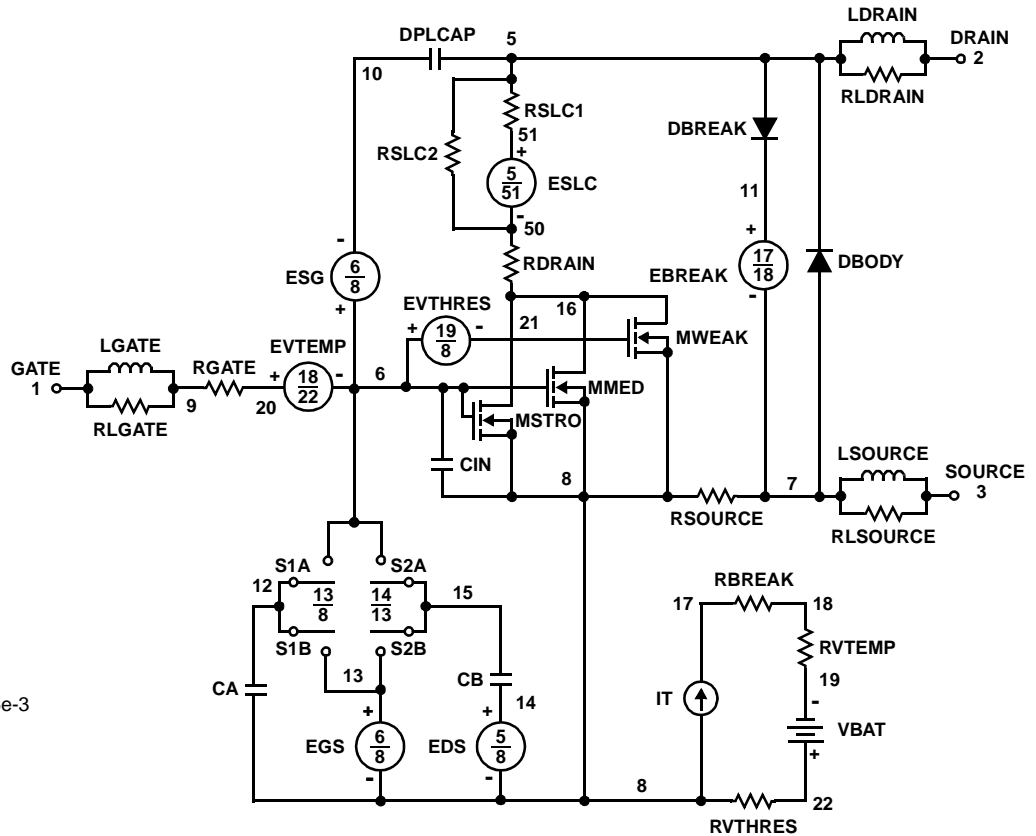 LDRAIN
DPLCAP 5 DRAIN
10 2
RLDRAIN
RSLC1
51 DBREAK
+
RSLC2
5
51
ESLC
11
-
50
- +
RDRAIN
ESG 6
8
EBREAK 17
18
DBODY
+ -
EVTHRES 16
+ 19
8
- 21
MWEAK
LGATE EVTEMP
GATE RGATE + 18
22
- 6
1 MMED
9 20 MSTRO
RLGATE
CIN LSOURCE
8 7 SOURCE
3
RSOURCE RLSOURCE
S1A S2A
12 13
8
14
13
15 RBREAK
17 18
S1B S2B RVTEMP
13 CB 19
CA 14 IT -
e-3
+ + VBAT
EGS 6
8
EDS 5
8
+
- - 8 22
RVTHRES